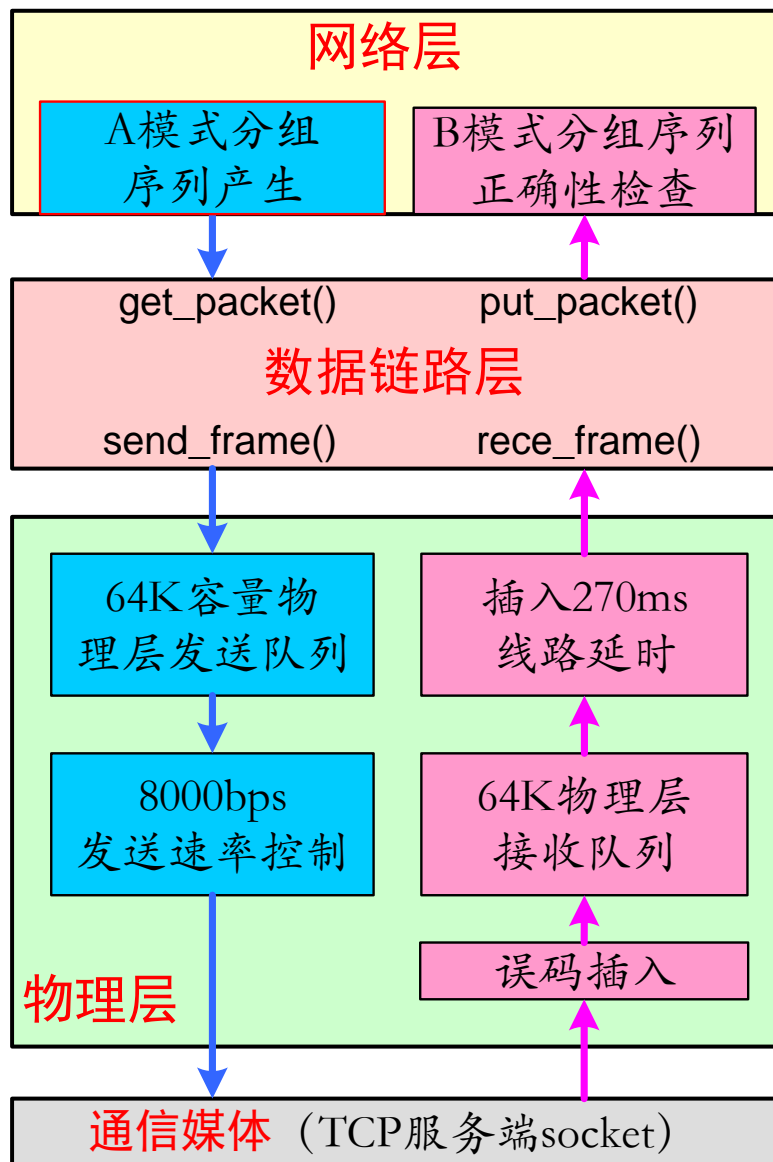 网络层
A模式分组
序列产生
B模式分组序列
正确性检查
get_packet()
put_packet()
数据链路层
send_frame()
rece_frame()
64K容量物
理层发送队列
插入270ms
线路延时
8000bps
发送速率控制
64K物理层
接收队列
误码插入
物理层
通信媒体（TCP服务端socket）